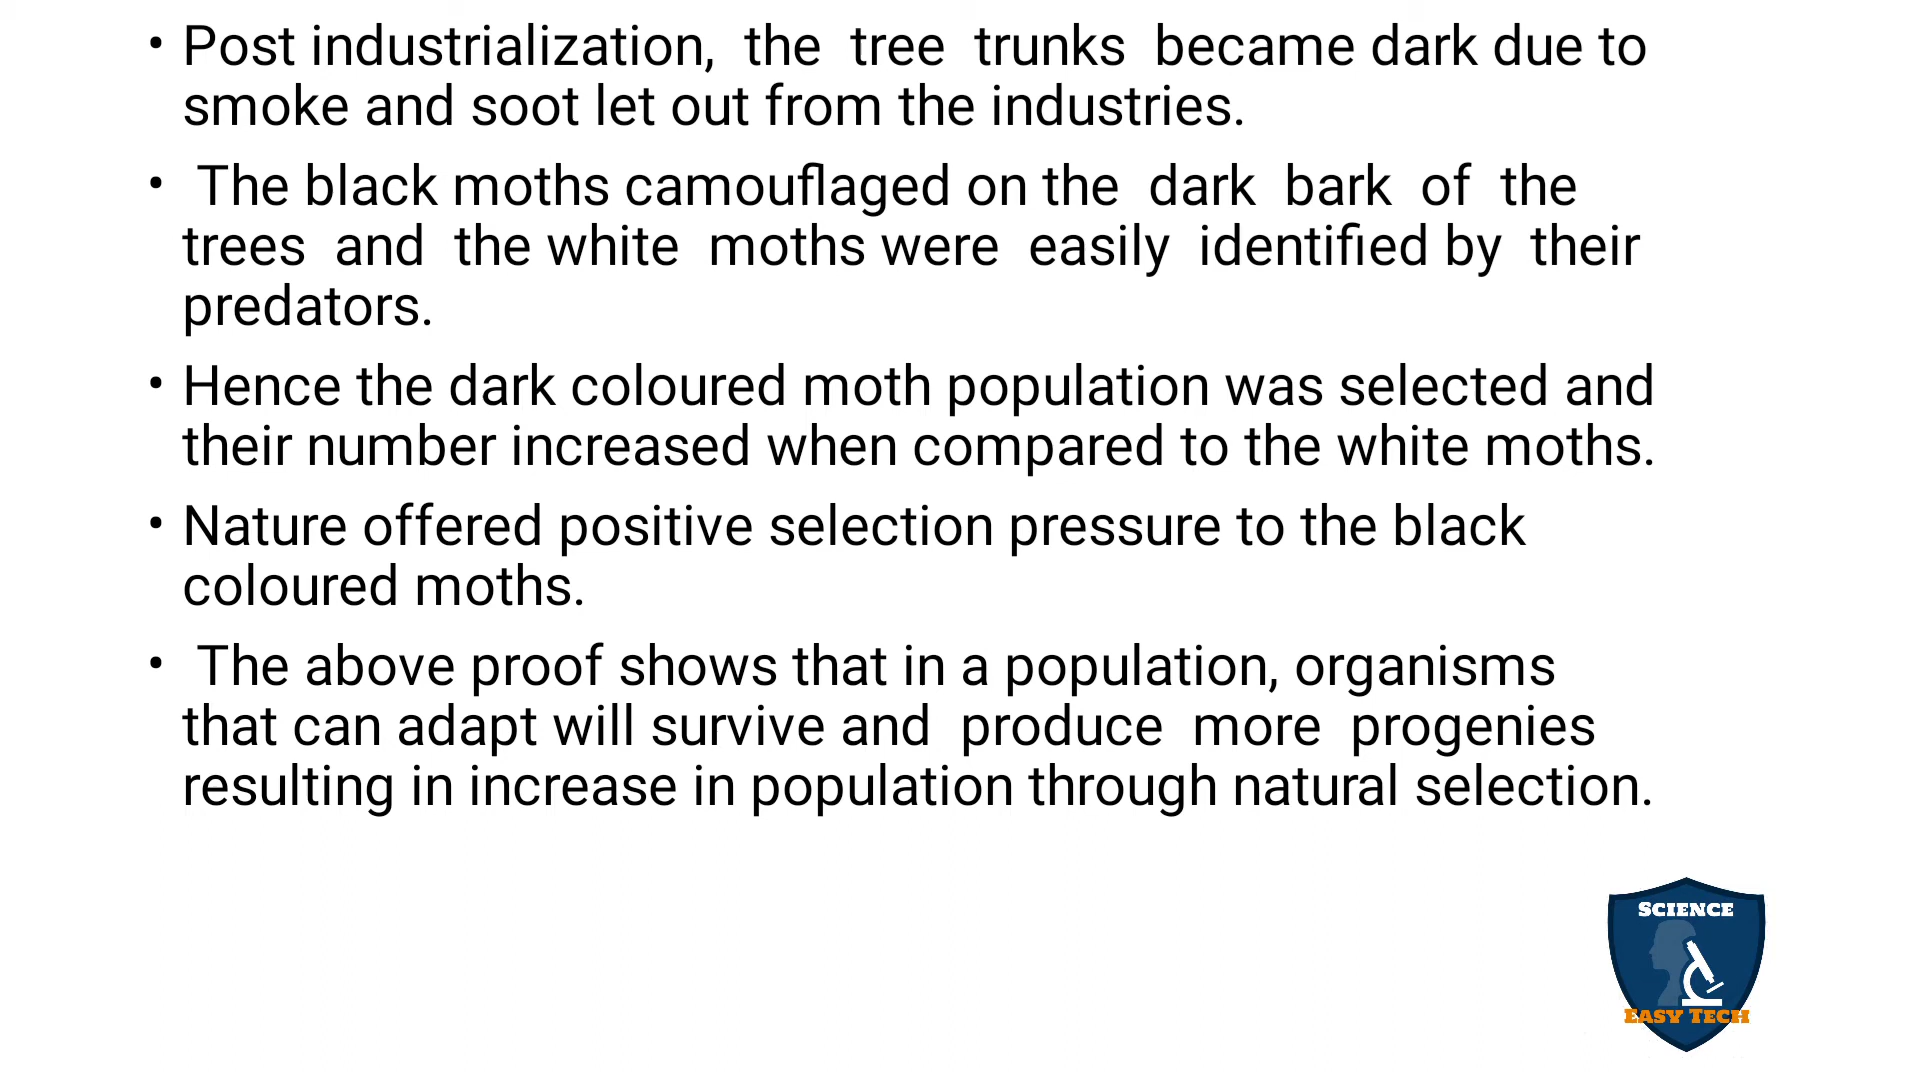 • Post industrialization, the tree trunks became dark due to
smoke and soot let out from the industries.
• The black moths camouflaged on the dark bark of the
trees and the white moths were easily identified by their
predators.
• Hence the dark coloured moth population was selected and
their number increased when compared to the white moths.
• Nature offered positive selection pressure to the black
coloured moths.
• The above proof shows that in a population, organisms
that can adapt will survive and produce more progenies
resulting in increase in population through natural selection.
SCIENCE
EASY TECH